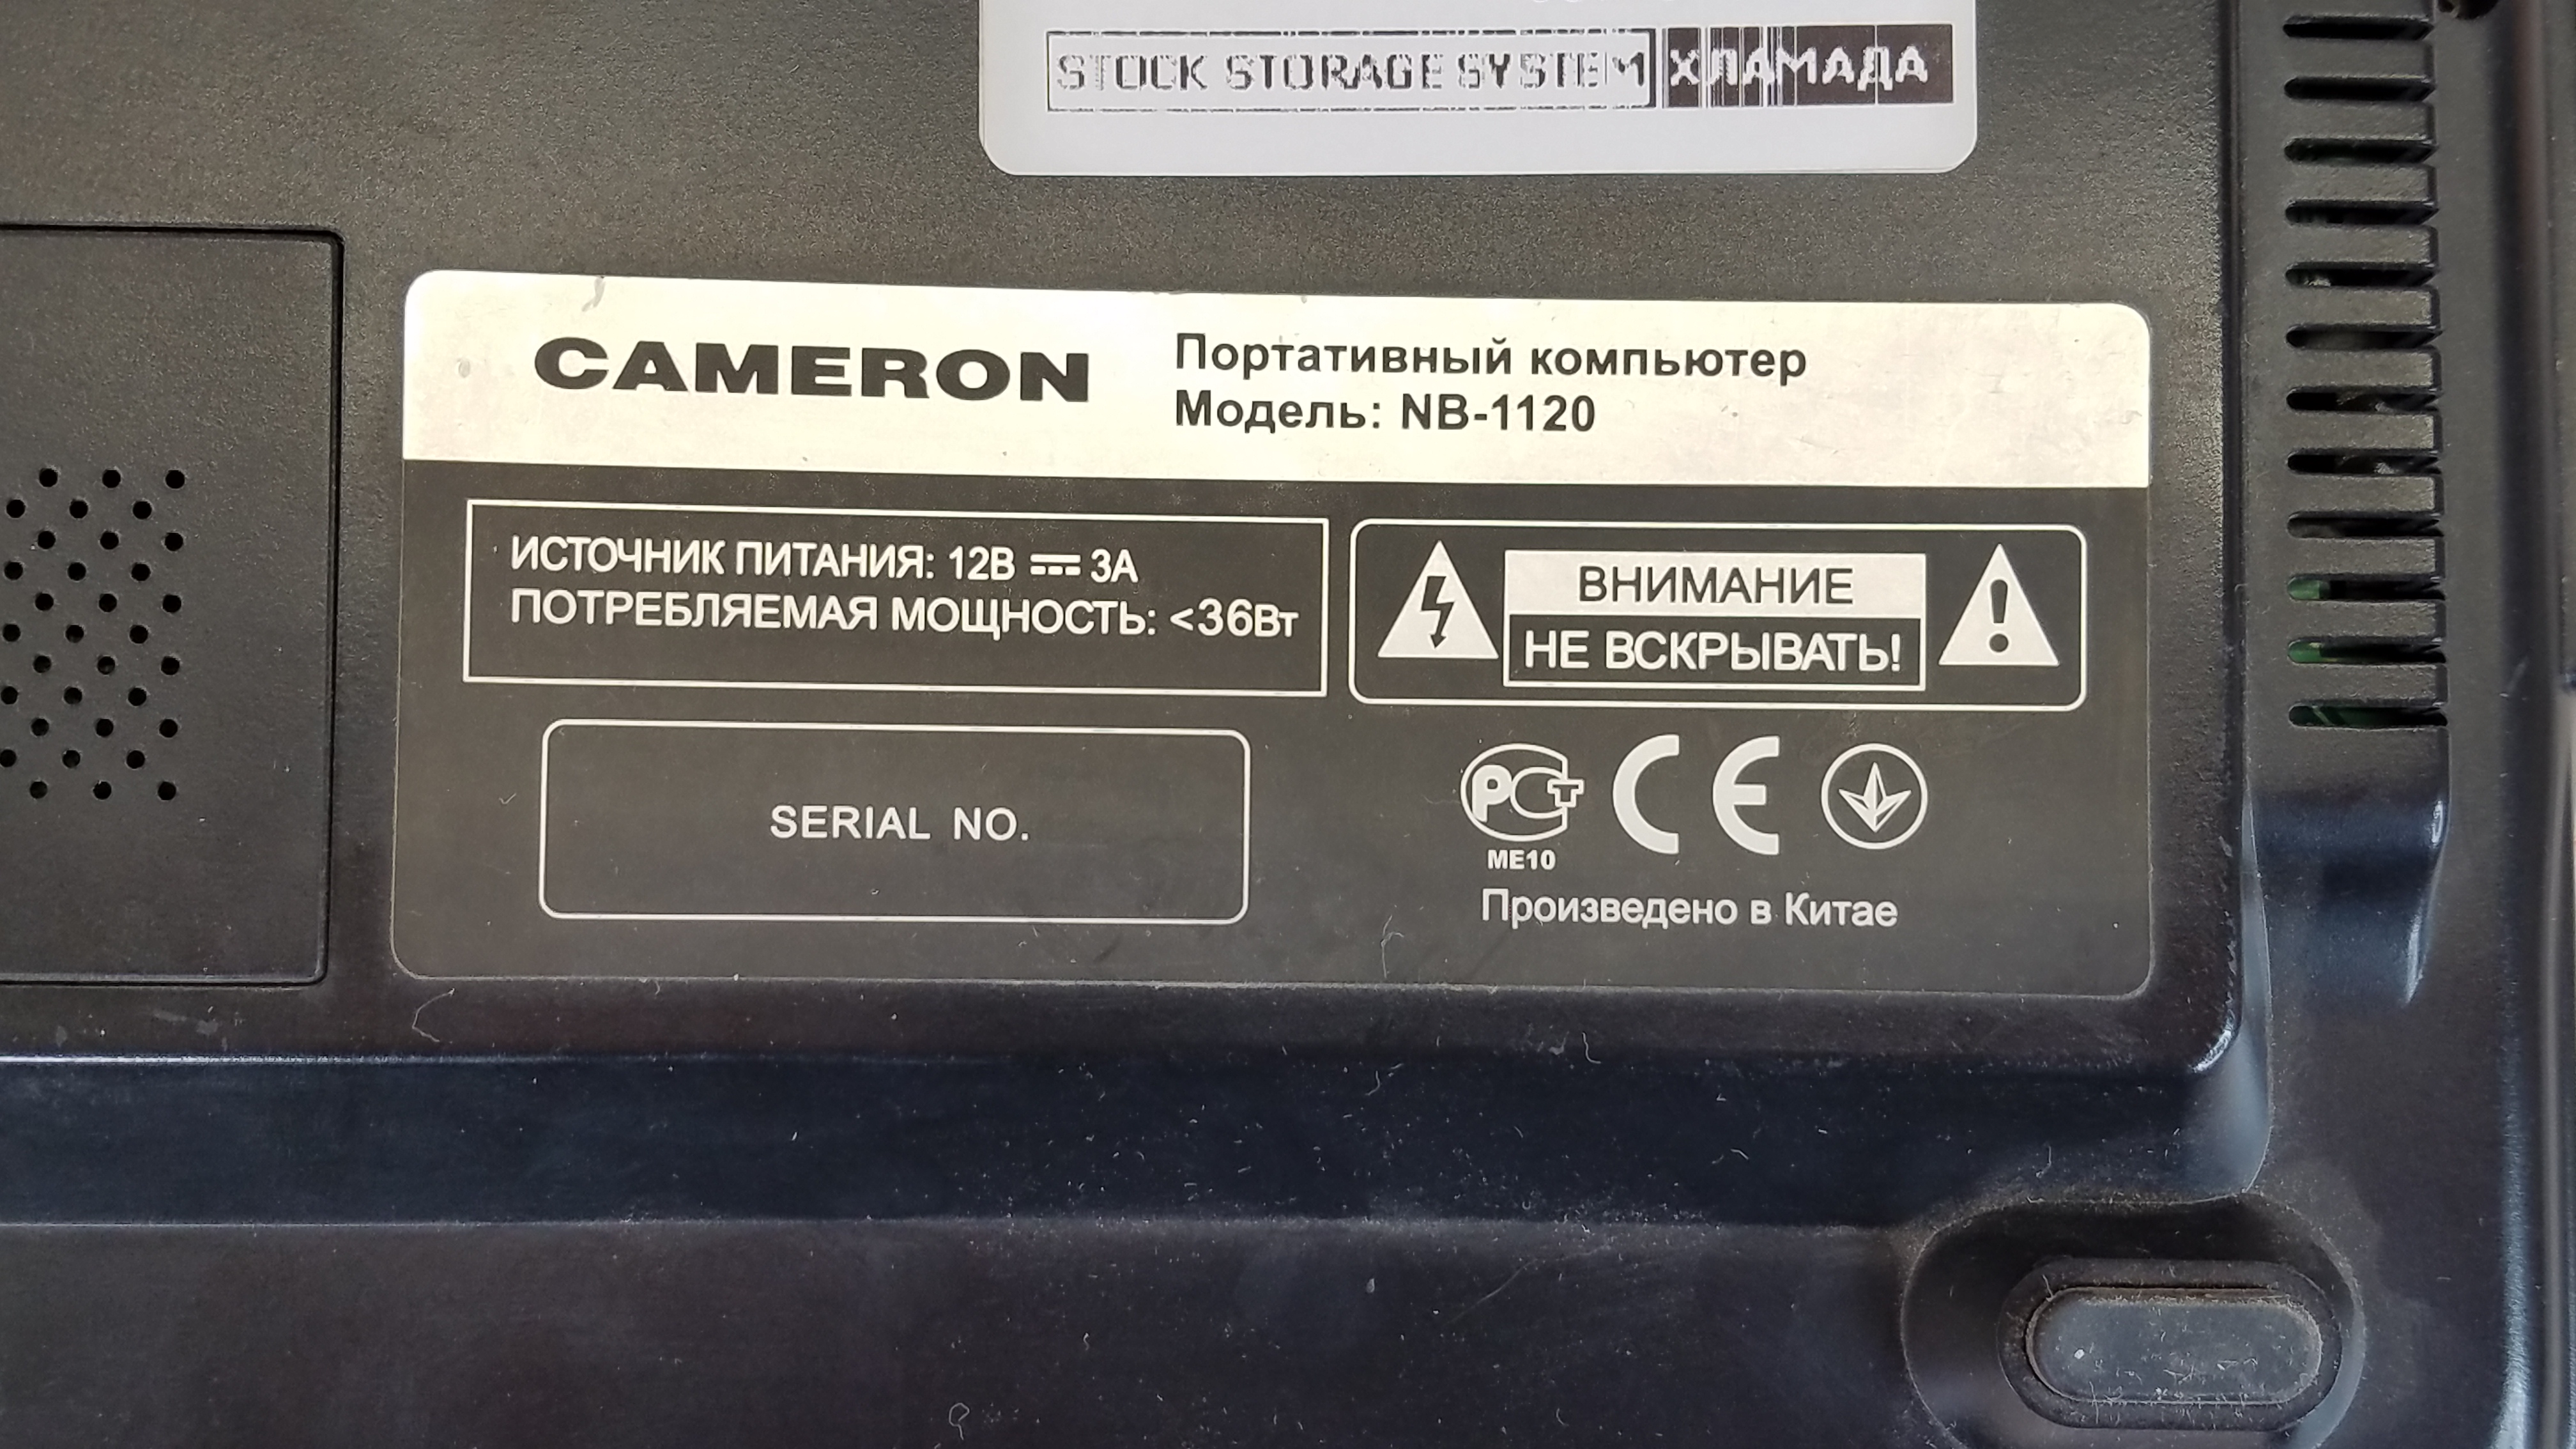 STOCK STORAGE SYSTEM ХЛАМАДА
CAMERON
Портативный компьютер
Модель: NB-1120
ИСТОЧНИК ПИТАНИЯ: 12В ⎓ 3А
ПОТРЕБЛЯЕМАЯ МОЩНОСТЬ: <36Вт
ВНИМАНИЕ
НЕ ВСКРЫВАТЬ!
SERIAL NO.
РСТ CE
ME10
Произведено в Китае